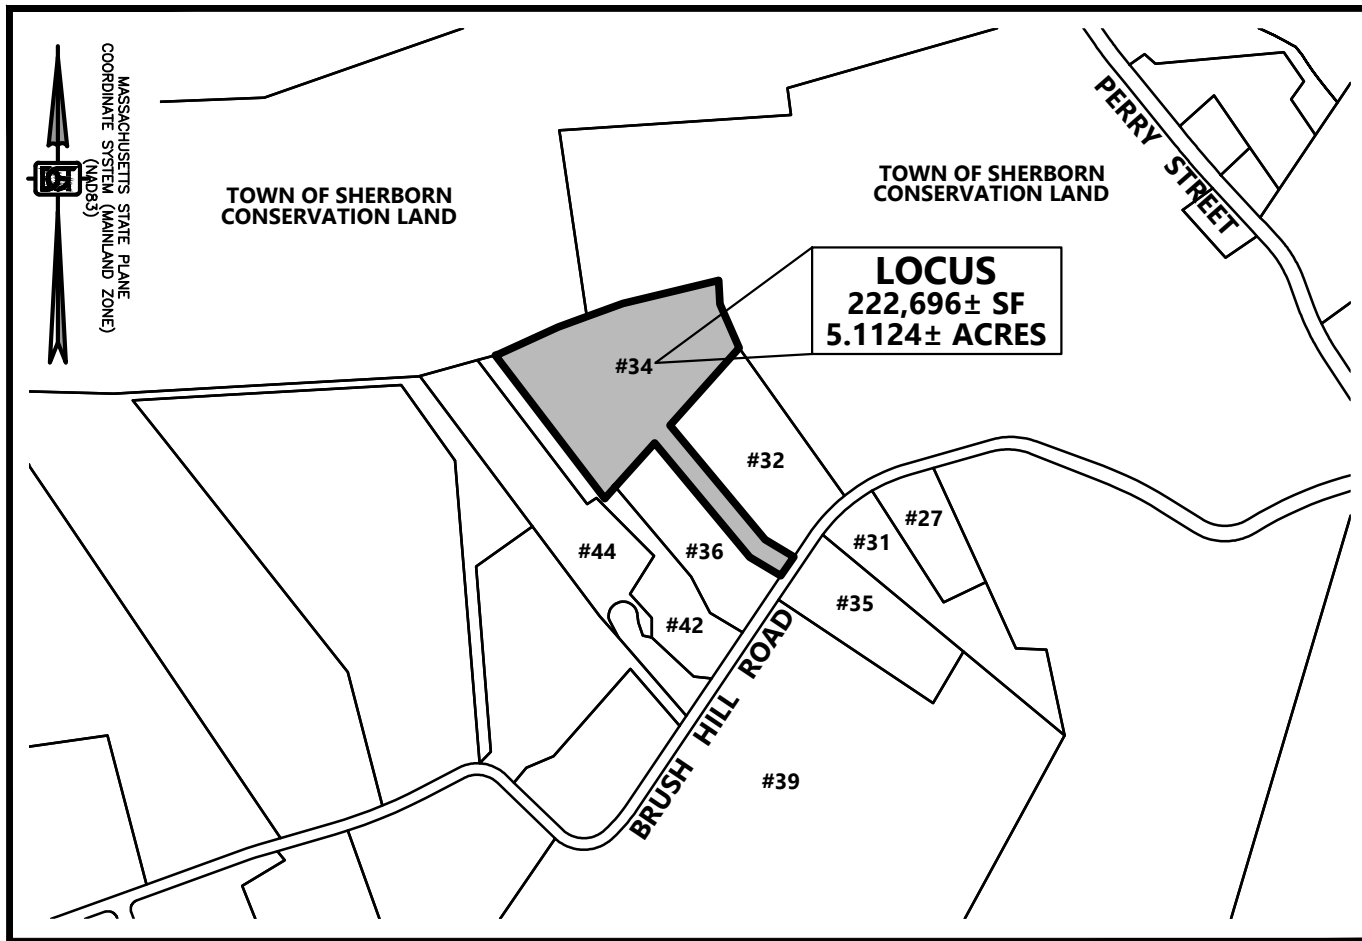 MASSACHUSETTS STATE PLANE
COORDINATE SYSTEM (MAINLAND ZONE)
(NAD83)
TOWN OF SHERBORN
CONSERVATION LAND
TOWN OF SHERBORN
CONSERVATION LAND
PERRY STREET
LOCUS
222,696± SF
5.1124± ACRES
#34
#32
#27
#31
#44
#36
#35
#42
BRUSH HILL ROAD
#39